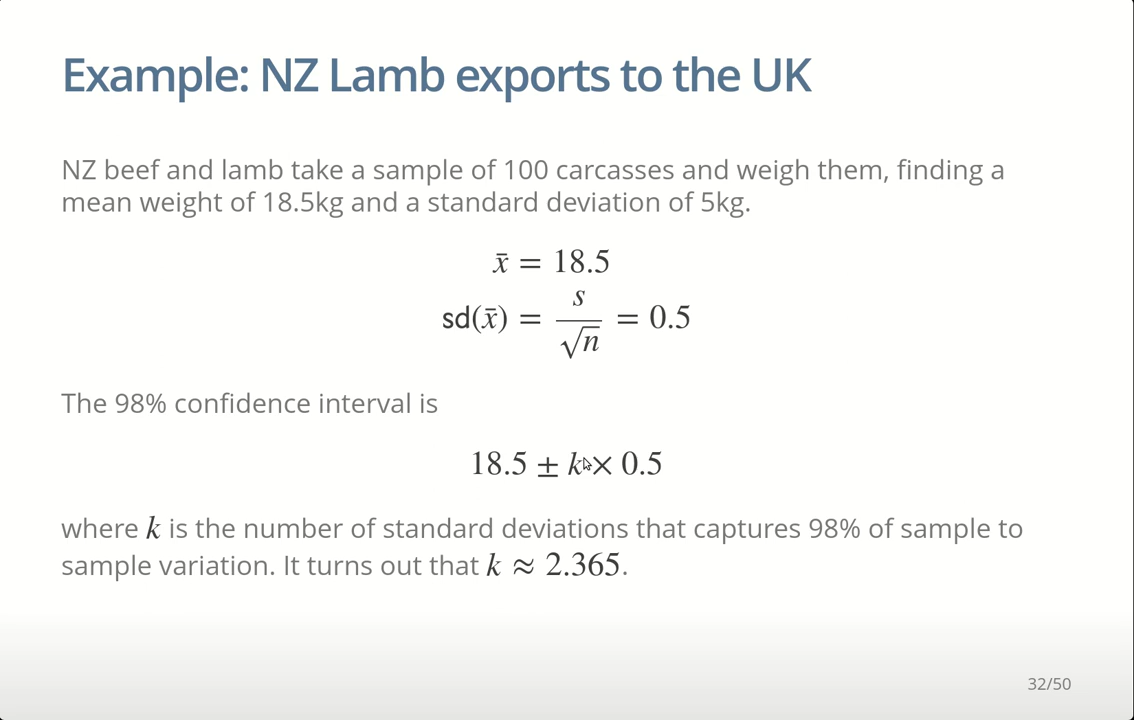 Example: NZ Lamb exports to the UK
NZ beef and lamb take a sample of 100 carcasses and weigh them, finding a
mean weight of 18.5kg and a standard deviation of 5kg.
x̄ = 18.5
sd(x̄) = s/√n = 0.5
The 98% confidence interval is
18.5 ± k × 0.5
where k is the number of standard deviations that captures 98% of sample to
sample variation. It turns out that k ≈ 2.365.
32/50